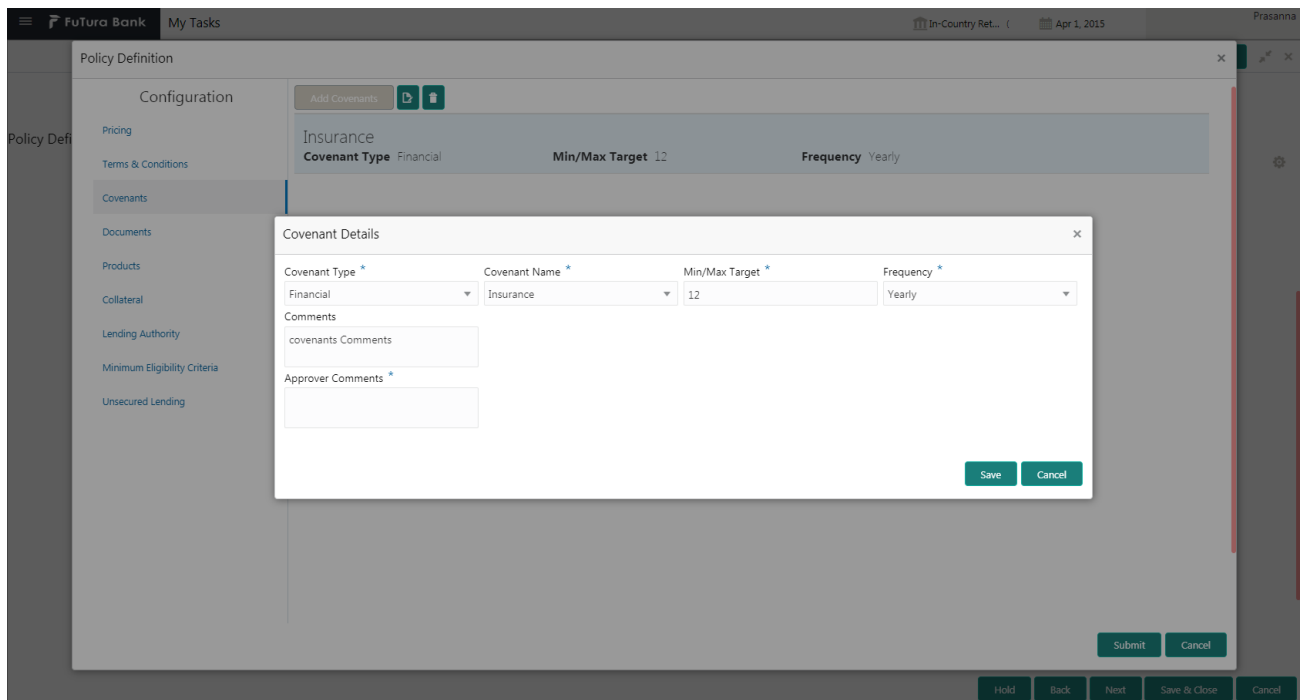 FuTura Bank My Tasks In-Country Ret... ( Apr 1, 2015 Prasanna
Policy Definition ×
Configuration Add Covenants
Policy Defi
Pricing
Insurance
Covenant Type Financial Min/Max Target 12 Frequency Yearly
Terms & Conditions
Covenants
Documents
Products
Collateral
Lending Authority
Minimum Eligibility Criteria
Unsecured Lending
Covenant Details ×
Covenant Type * Covenant Name * Min/Max Target * Frequency *
Financial Insurance 12 Yearly
Comments
covenants Comments
Approver Comments *
Save Cancel
Submit Cancel
Hold Back Next Save & Close Cancel